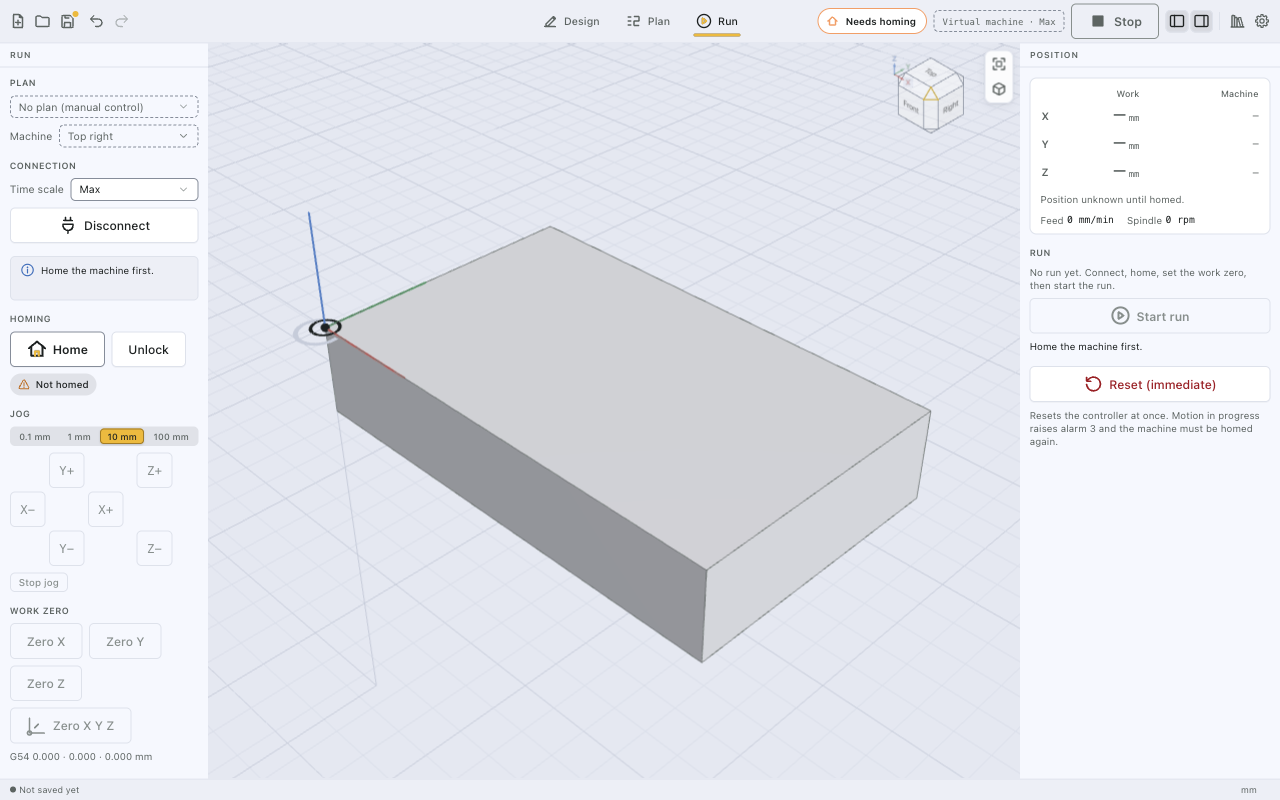 Design
Plan
Run
Needs homing
Virtual machine · Max
Stop
RUN
PLAN
No plan (manual control)
Machine
Top right
CONNECTION
Time scale
Max
Disconnect
Home the machine first.
HOMING
Home
Unlock
Not homed
JOG
0.1 mm
1 mm
10 mm
100 mm
Y+
Z+
X−
X+
Y−
Z−
Stop jog
WORK ZERO
Zero X
Zero Y
Zero Z
Zero X Y Z
G54 0.000 · 0.000 · 0.000 mm
Not saved yet
Top
Front
Right
Z
POSITION
Work
Machine
X — mm –
Y — mm –
Z — mm –
Position unknown until homed.
Feed 0 mm/min Spindle 0 rpm
RUN
No run yet. Connect, home, set the work zero,
then start the run.
Start run
Home the machine first.
Reset (immediate)
Resets the controller at once. Motion in progress
raises alarm 3 and the machine must be homed
again.
mm